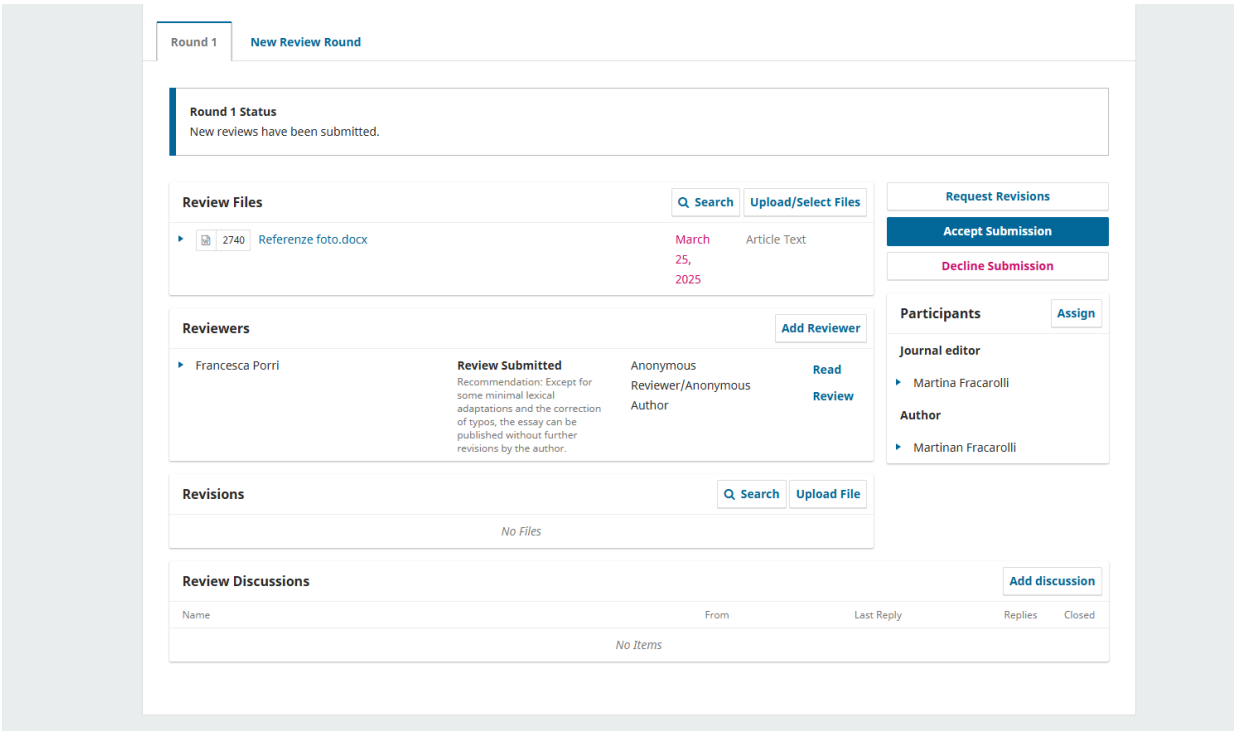 Round 1 New Review Round
Round 1 Status
New reviews have been submitted.
Review Files Search Upload/Select Files
2740 Referenze foto.docx March 25, 2025 Article Text
Request Revisions
Accept Submission
Decline Submission
Reviewers Add Reviewer
Francesca Porri
Review Submitted
Recommendation: Except for
some minimal lexical
adaptations and the correction
of typos, the essay can be
published without further
revisions by the author.
Anonymous
Reviewer/Anonymous
Author
Read
Review
Participants Assign
Journal editor
Martina Fracarolli
Author
Martinan Fracarolli
Revisions Search Upload File
No Files
Review Discussions Add discussion
Name From Last Reply Replies Closed
No Items